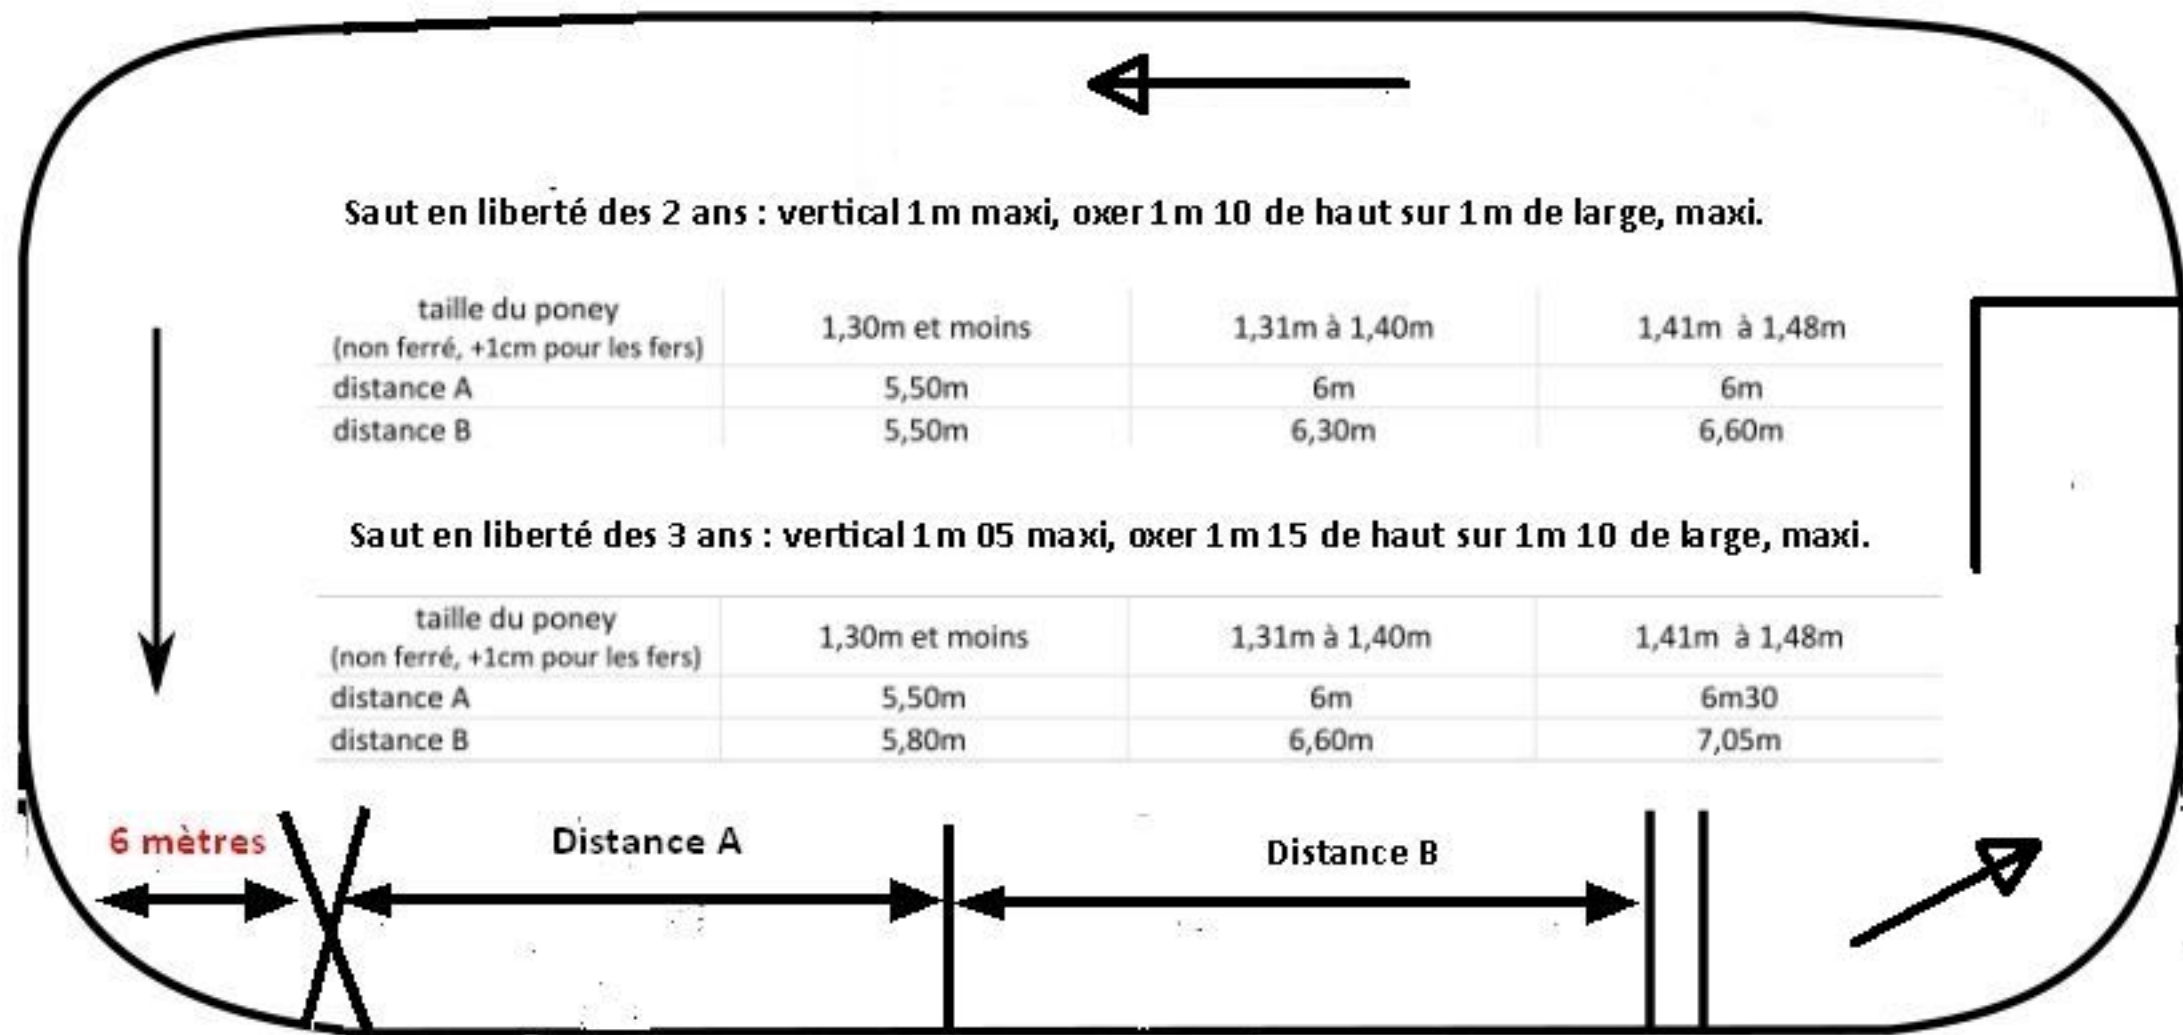 Saut en liberté des 2 ans : vertical 1m maxi, oxer 1m 10 de haut sur 1m de large, maxi.
taille du poney
(non ferré, +1cm pour les fers)
1,30m et moins
1,31m à 1,40m
1,41m à 1,48m
distance A
5,50m
6m
6m
distance B
5,50m
6,30m
6,60m
Saut en liberté des 3 ans : vertical 1m 05 maxi, oxer 1m 15 de haut sur 1m 10 de large, maxi.
taille du poney
(non ferré, +1cm pour les fers)
1,30m et moins
1,31m à 1,40m
1,41m à 1,48m
distance A
5,50m
6m
6m30
distance B
5,80m
6,60m
7,05m
6 mètres
Distance A
Distance B